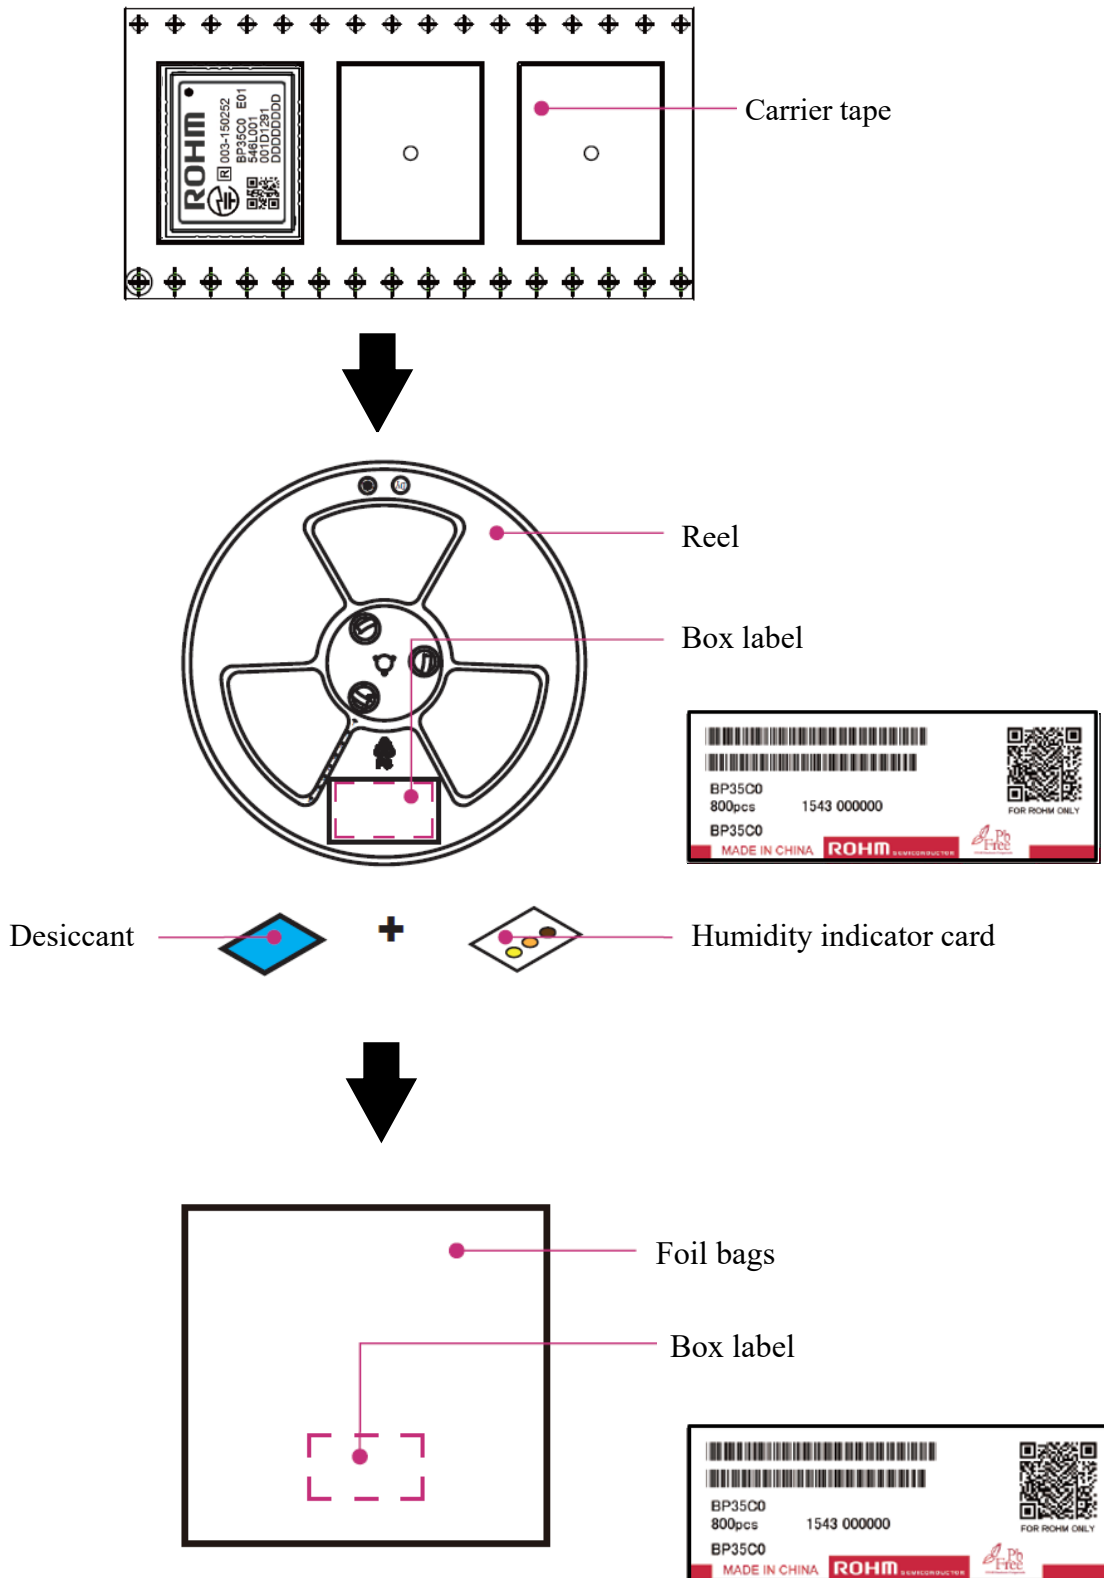 ROHM
R 003-150252
BP35C0 E01
546L001
001D1291
DDDDDDDD
Carrier tape
Reel
Box label
BP35C0
800pcs 1543 000000
BP35C0
FOR ROHM ONLY
MADE IN CHINA ROHM SEMICONDUCTOR
Pb
Free
Desiccant
+
Humidity indicator card
Foil bags
Box label
BP35C0
800pcs 1543 000000
BP35C0
FOR ROHM ONLY
MADE IN CHINA ROHM SEMICONDUCTOR
Pb
Free